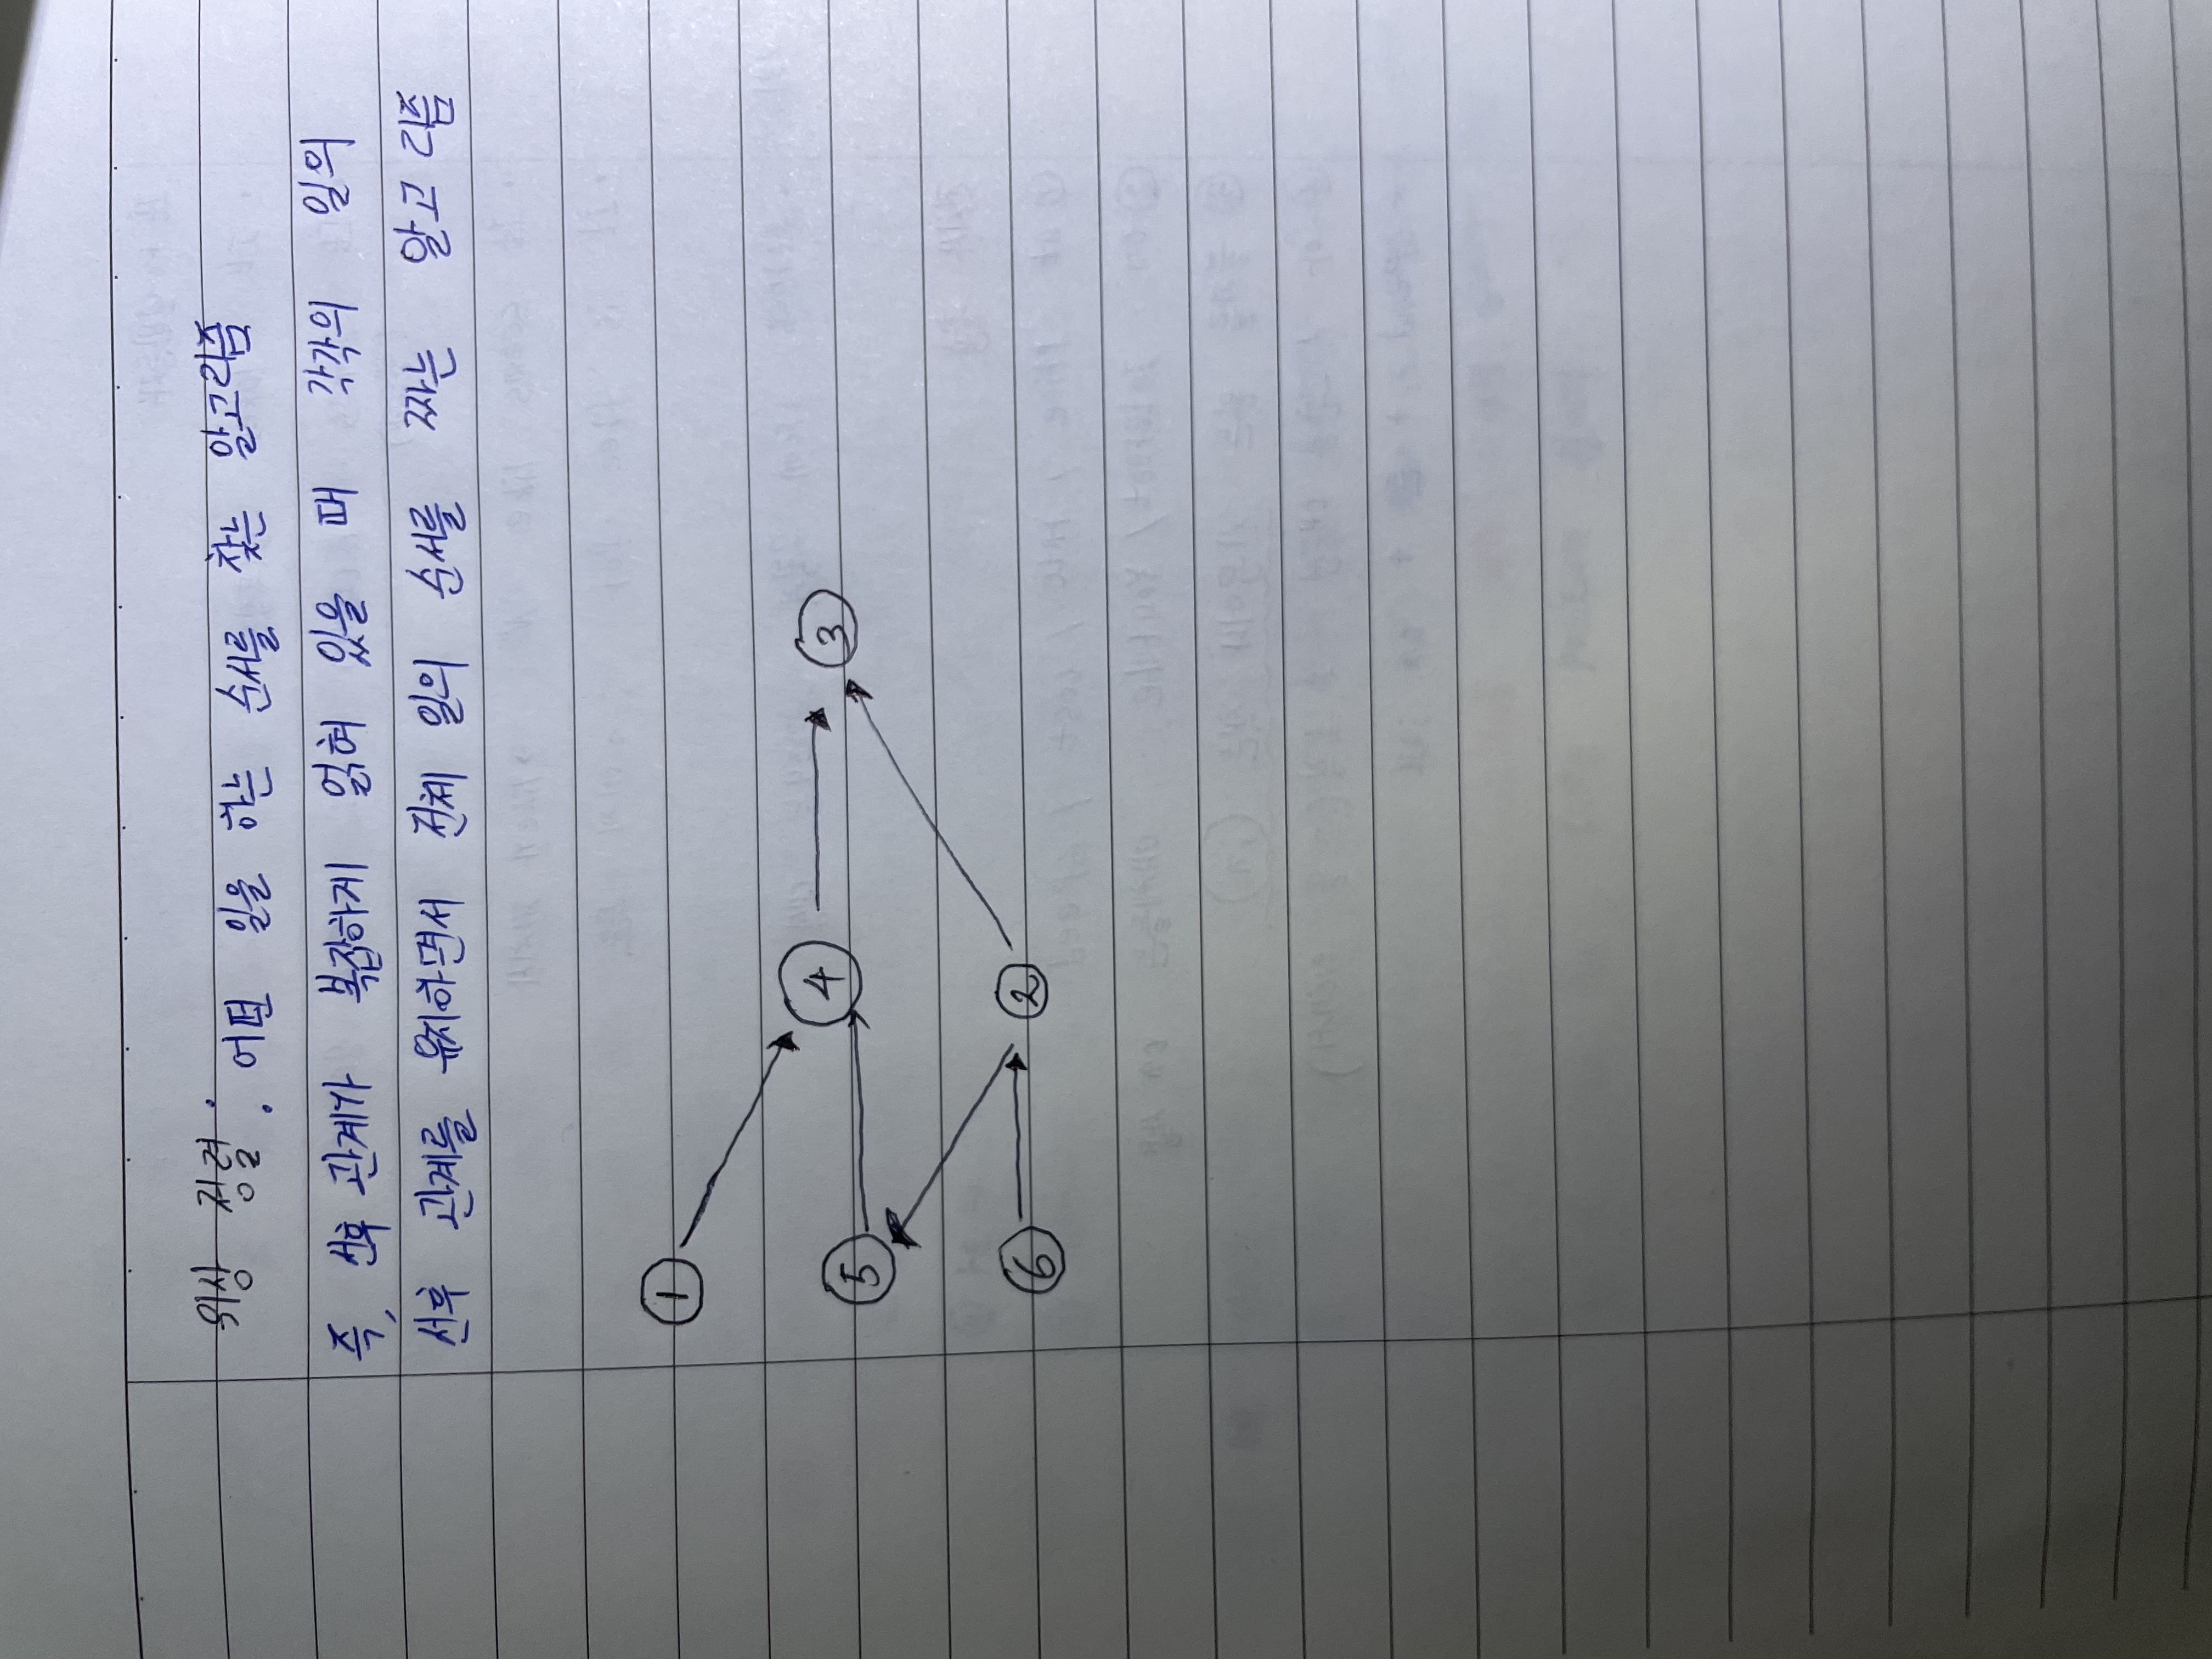 위상 정렬 : 어떤 일을 하는 순서를 찾는 알고리즘
즉, 선후 관계가 복잡하게 얽혀 있을 때 각각의 일의
선후 관계를 유지하면서 전체 일의 순서를 짜는 알고리즘
1
4
3
5
6
2